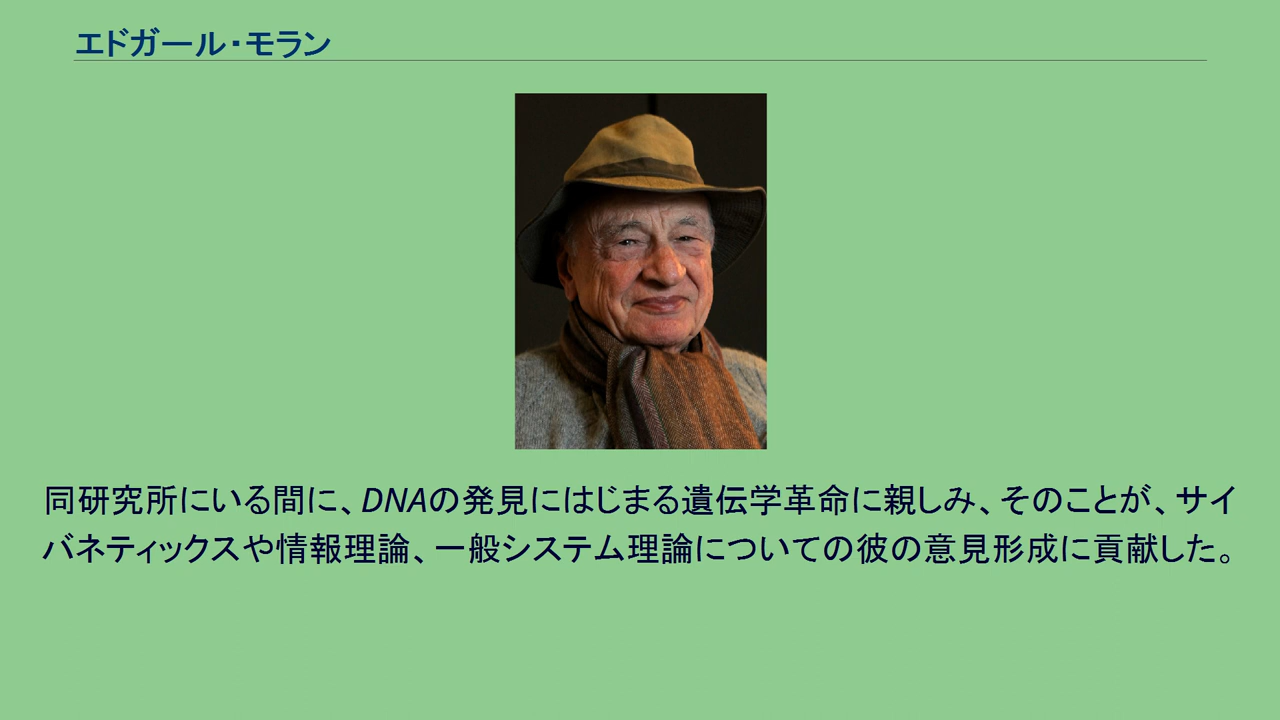 エドガール・モラン
同研究所にいる間に、DNAの発見にはじまる遺伝学革命に親しみ、そのことが、サイ
バネティックスや情報理論、一般システム理論についての彼の意見形成に貢献した。